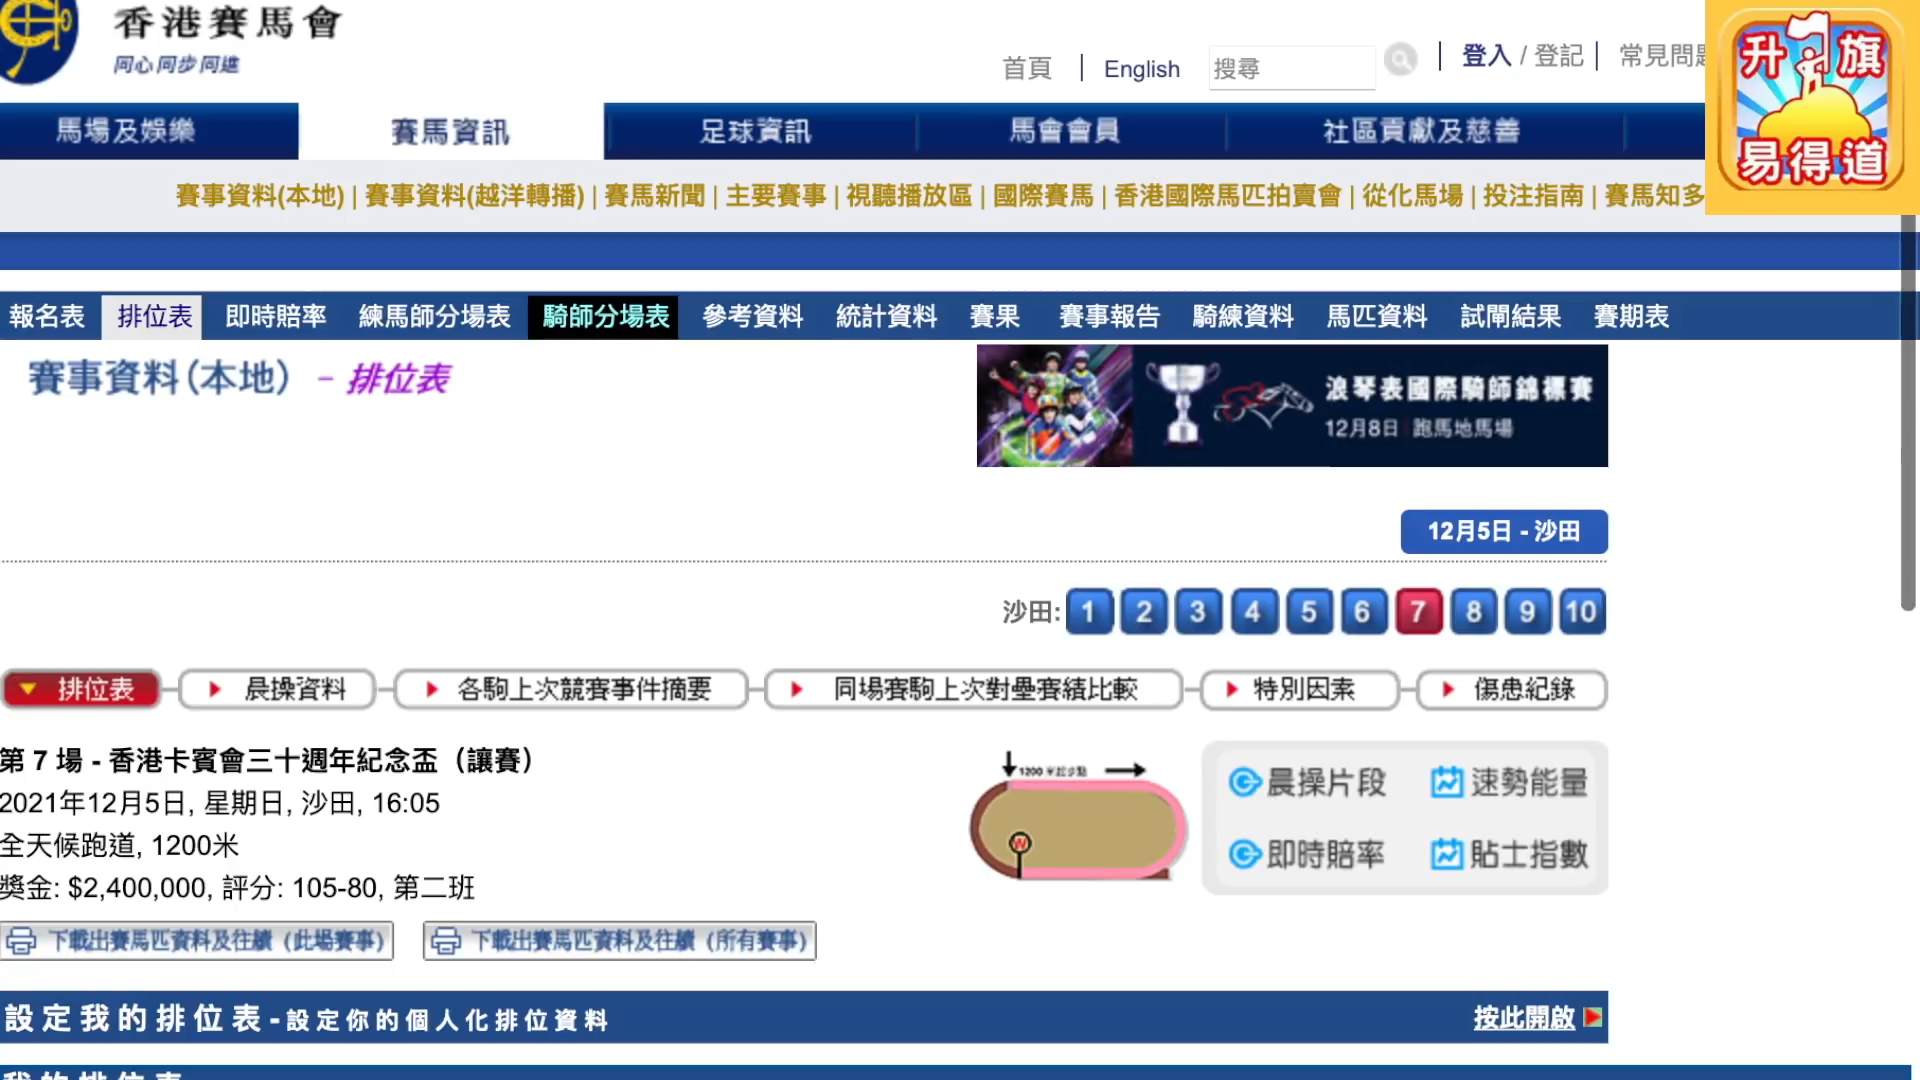 香港賽馬會
同心同步同進
首頁 | English 搜尋 | 登入 / 登記 | 常見問題
升旗
易得道
馬場及娛樂 賽馬資訊 足球資訊 馬會會員 社區貢獻及慈善
賽事資料(本地) | 賽事資料(越洋轉播) | 賽馬新聞 | 主要賽事 | 視聽播放區 | 國際賽馬 | 香港國際馬匹拍賣會 | 從化馬場 | 投注指南 | 賽馬知多
報名表 排位表 即時賠率 練馬師分場表 騎師分場表 參考資料 統計資料 賽果 賽事報告 騎練資料 馬匹資料 試閘結果 賽期表
賽事資料(本地) - 排位表
浪琴表國際騎師錦標賽
12月8日 跑馬地馬場
12月5日 - 沙田
沙田: 1 2 3 4 5 6 7 8 9 10
排位表 晨操資料 各駒上次競賽事件摘要 同場賽駒上次對壘賽績比較 特別因素 傷患紀錄
第 7 場 - 香港卡賓會三十週年紀念盃（讓賽）
2021年12月5日, 星期日, 沙田, 16:05
全天候跑道, 1200米
獎金: $2,400,000, 評分: 105-80, 第二班
1200 米起步點
W
晨操片段 速勢能量
即時賠率 貼士指數
下載出賽馬匹資料及往績（此場賽事） 下載出賽馬匹資料及往績（所有賽事）
設定我的排位表-設定你的個人化排位資料 按此開啟
我的排位表